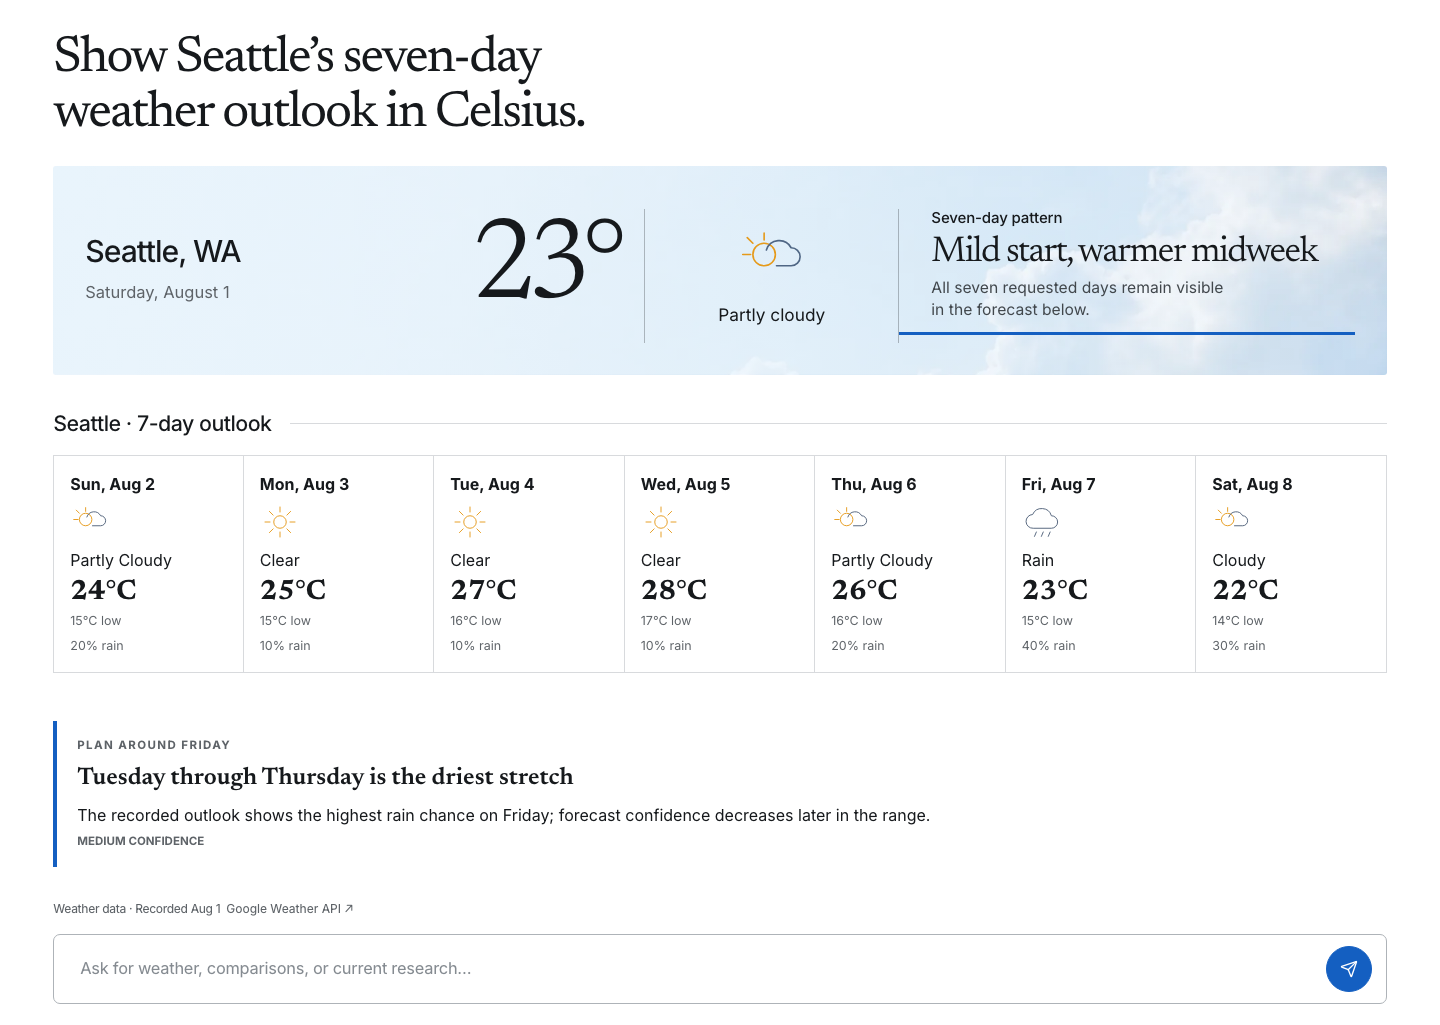 Show Seattle’s seven-day
weather outlook in Celsius.
Seattle, WA
Saturday, August 1
23°
Partly cloudy
Seven-day pattern
Mild start, warmer midweek
All seven requested days remain visible
in the forecast below.
Seattle · 7-day outlook
Sun, Aug 2
Partly Cloudy
24°C
15°C low
20% rain
Mon, Aug 3
Clear
25°C
15°C low
10% rain
Tue, Aug 4
Clear
27°C
16°C low
10% rain
Wed, Aug 5
Clear
28°C
17°C low
10% rain
Thu, Aug 6
Partly Cloudy
26°C
16°C low
20% rain
Fri, Aug 7
Rain
23°C
15°C low
40% rain
Sat, Aug 8
Cloudy
22°C
14°C low
30% rain
PLAN AROUND FRIDAY
Tuesday through Thursday is the driest stretch
The recorded outlook shows the highest rain chance on Friday; forecast confidence decreases later in the range.
MEDIUM CONFIDENCE
Weather data · Recorded Aug 1 Google Weather API ↗
Ask for weather, comparisons, or current research...